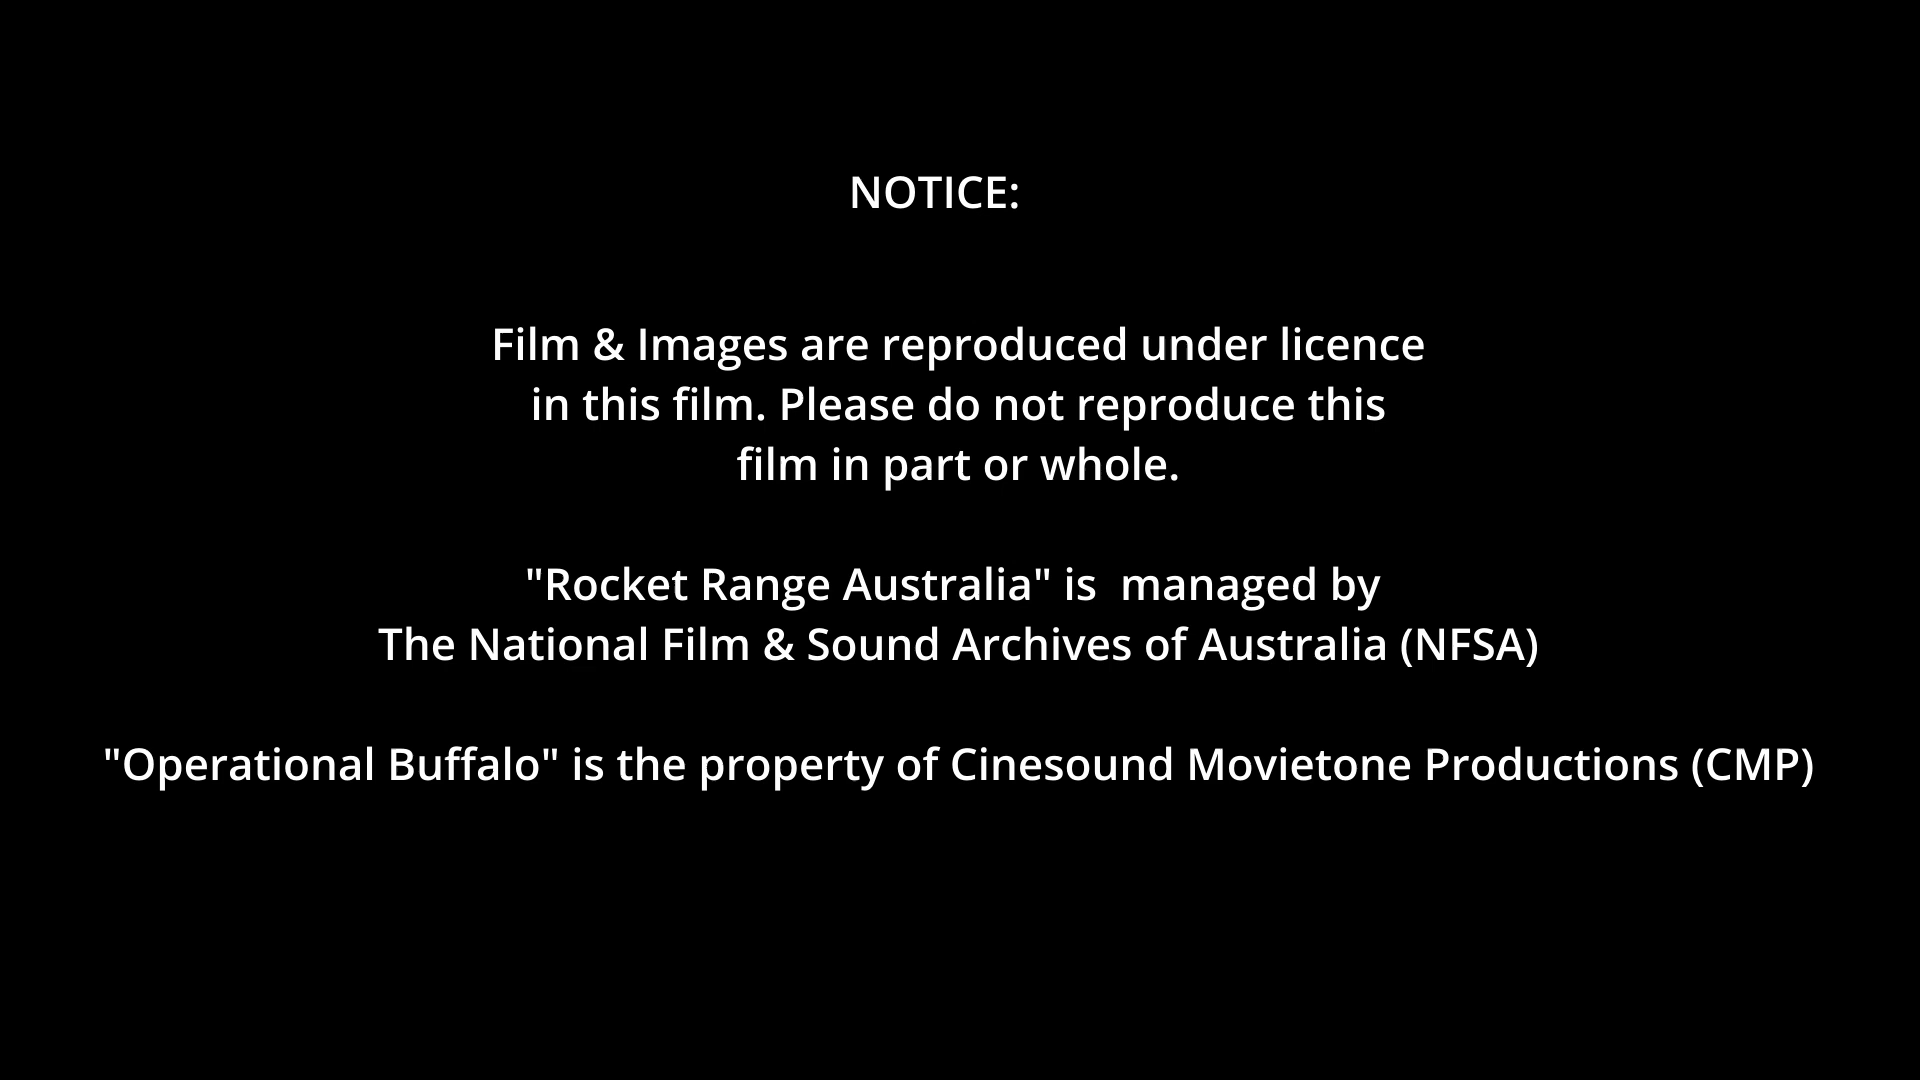 NOTICE:
Film & Images are reproduced under licence
in this film. Please do not reproduce this
film in part or whole.
"Rocket Range Australia" is  managed by
The National Film & Sound Archives of Australia (NFSA)
"Operational Buffalo" is the property of Cinesound Movietone Productions (CMP)